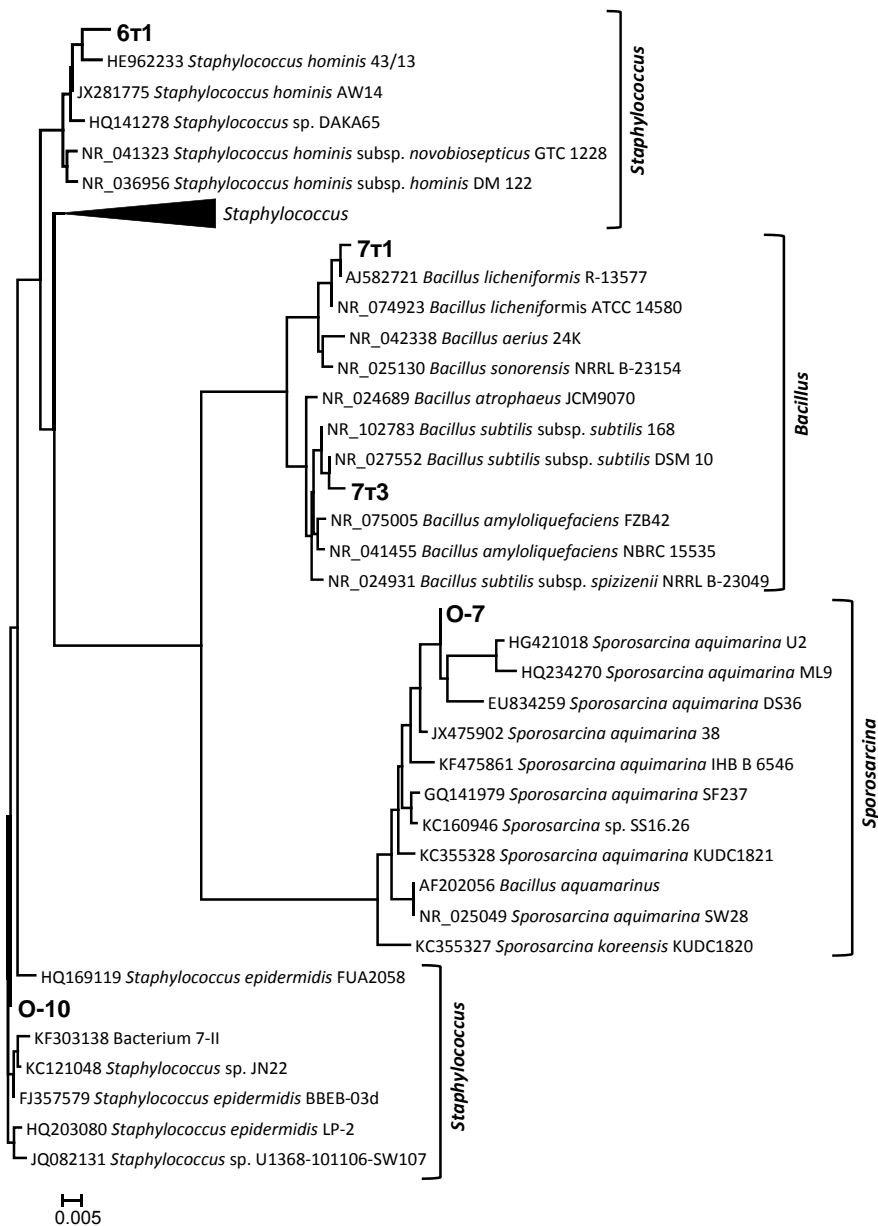 6т1
HE962233 Staphylococcus hominis 43/13
JX281775 Staphylococcus hominis AW14
HQ141278 Staphylococcus sp. DAKA65
NR_041323 Staphylococcus hominis subsp. novobiosepticus GTC 1228
NR_036956 Staphylococcus hominis subsp. hominis DM 122
Staphylococcus
Staphylococcus
7т1
AJ582721 Bacillus licheniformis R-13577
NR_074923 Bacillus licheniformis ATCC 14580
NR_042338 Bacillus aerius 24K
NR_025130 Bacillus sonorensis NRRL B-23154
NR_024689 Bacillus atrophaeus JCM9070
NR_102783 Bacillus subtilis subsp. subtilis 168
NR_027552 Bacillus subtilis subsp. subtilis DSM 10
7т3
NR_075005 Bacillus amyloliquefaciens FZB42
NR_041455 Bacillus amyloliquefaciens NBRC 15535
NR_024931 Bacillus subtilis subsp. spizizenii NRRL B-23049
Bacillus
O-7
HG421018 Sporosarcina aquimarina U2
HQ234270 Sporosarcina aquimarina ML9
EU834259 Sporosarcina aquimarina DS36
JX475902 Sporosarcina aquimarina 38
KF475861 Sporosarcina aquimarina IHB B 6546
GQ141979 Sporosarcina aquimarina SF237
KC160946 Sporosarcina sp. SS16.26
KC355328 Sporosarcina aquimarina KUDC1821
AF202056 Bacillus aquamarinus
NR_025049 Sporosarcina aquimarina SW28
KC355327 Sporosarcina koreensis KUDC1820
Sporosarcina
HQ169119 Staphylococcus epidermidis FUA2058
O-10
KF303138 Bacterium 7-II
KC121048 Staphylococcus sp. JN22
FJ357579 Staphylococcus epidermidis BBEB-03d
HQ203080 Staphylococcus epidermidis LP-2
JQ082131 Staphylococcus sp. U1368-101106-SW107
Staphylococcus
0.005